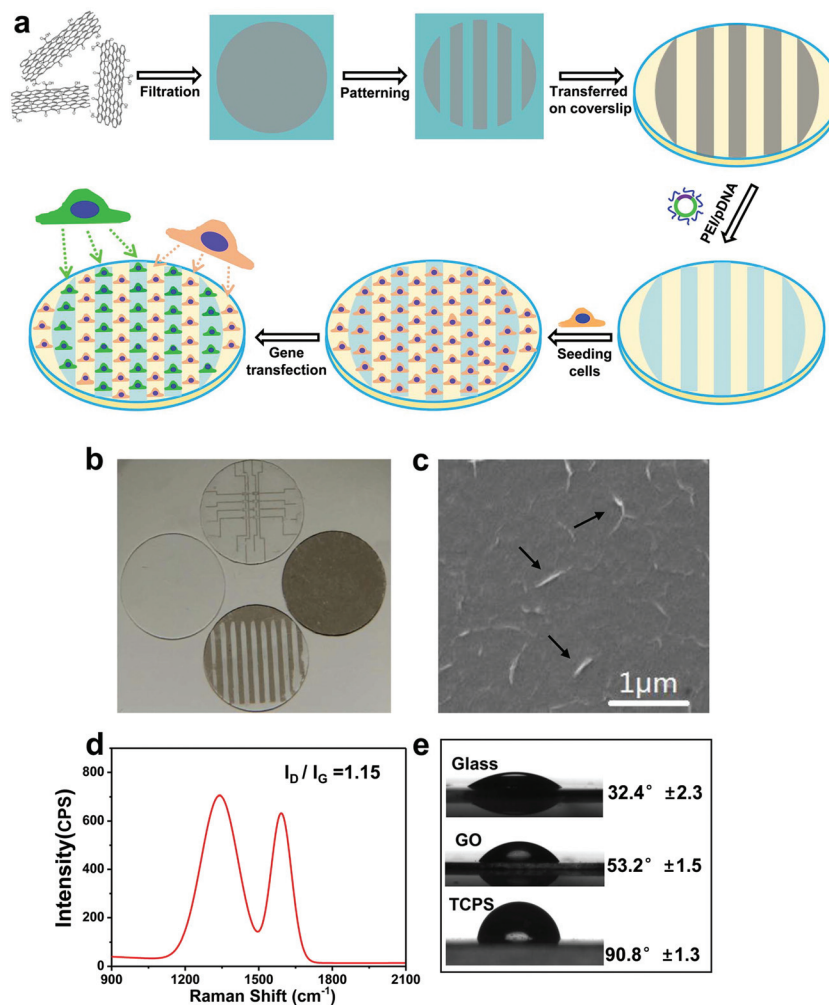 a
Filtration
Patterning
Transferred
on coverslip
PEI/pDNA
Gene
transfection
Seeding
cells
b
c
1μm
d
I_D / I_G =1.15
Intensity(CPS)
800
600
400
200
0
900
1200
1500
1800
2100
Raman Shift (cm⁻¹)
e
Glass
32.4° ±2.3
GO
53.2° ±1.5
TCPS
90.8° ±1.3